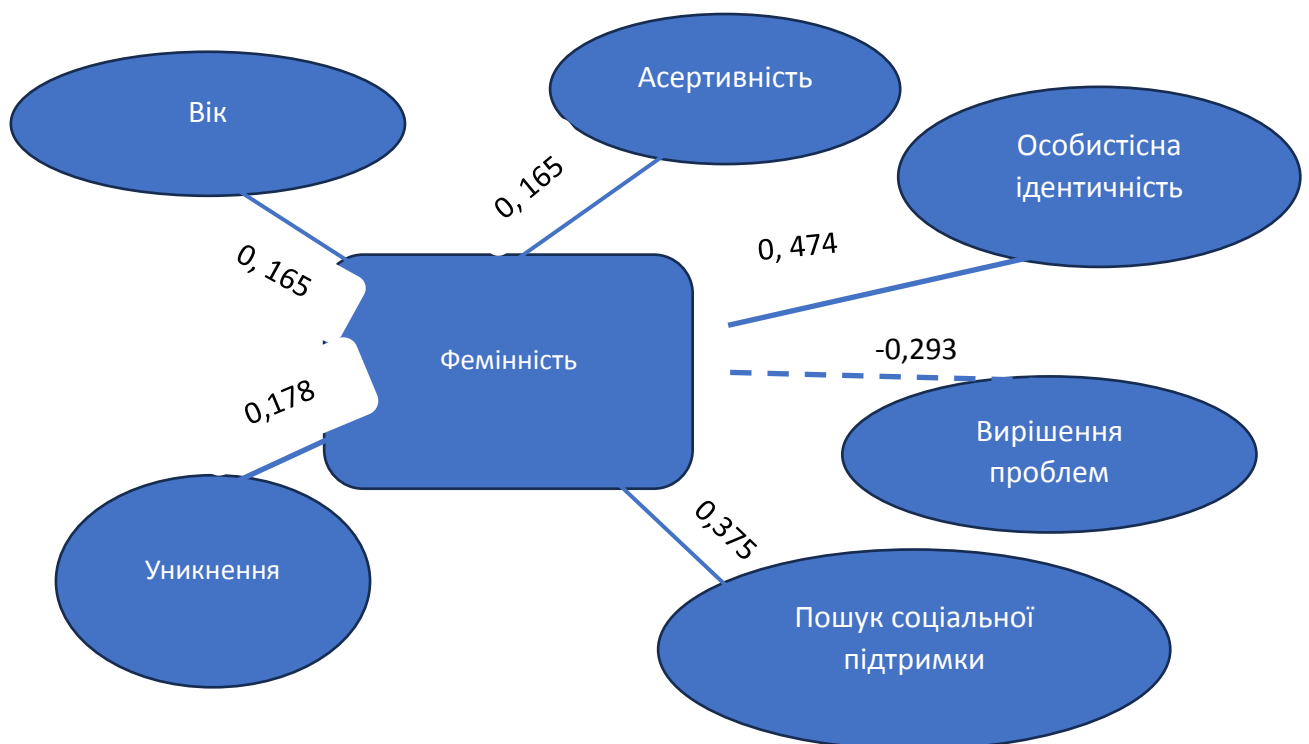 Вік
Асертивність
Особистісна
ідентичність
0, 165
0, 165
0, 474
-0,293
Фемінність
0,178
Вирішення
проблем
0,375
Уникнення
Пошук соціальної
підтримки